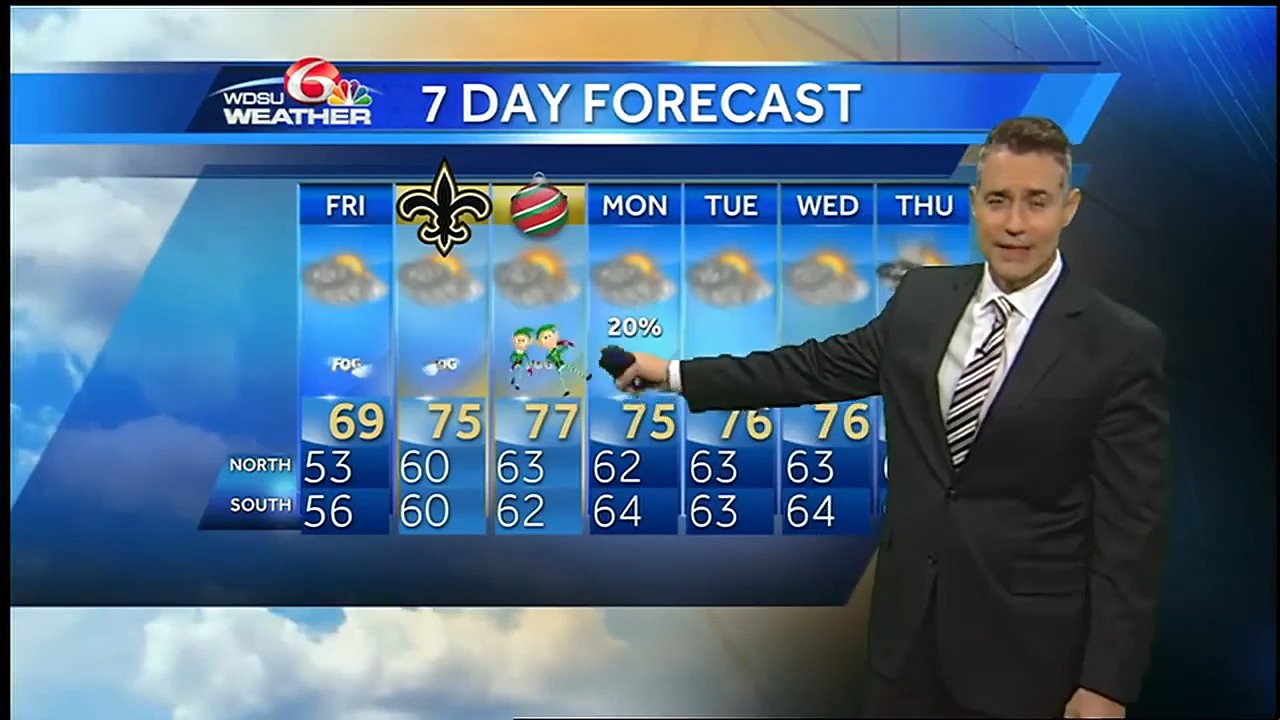 WDSU 6
WEATHER
7 DAY FORECAST
FRI MON TUE WED THU
20%
FOG
69 75 77 75 76 76
NORTH 53 60 63 62 63 63
SOUTH 56 60 62 64 63 64